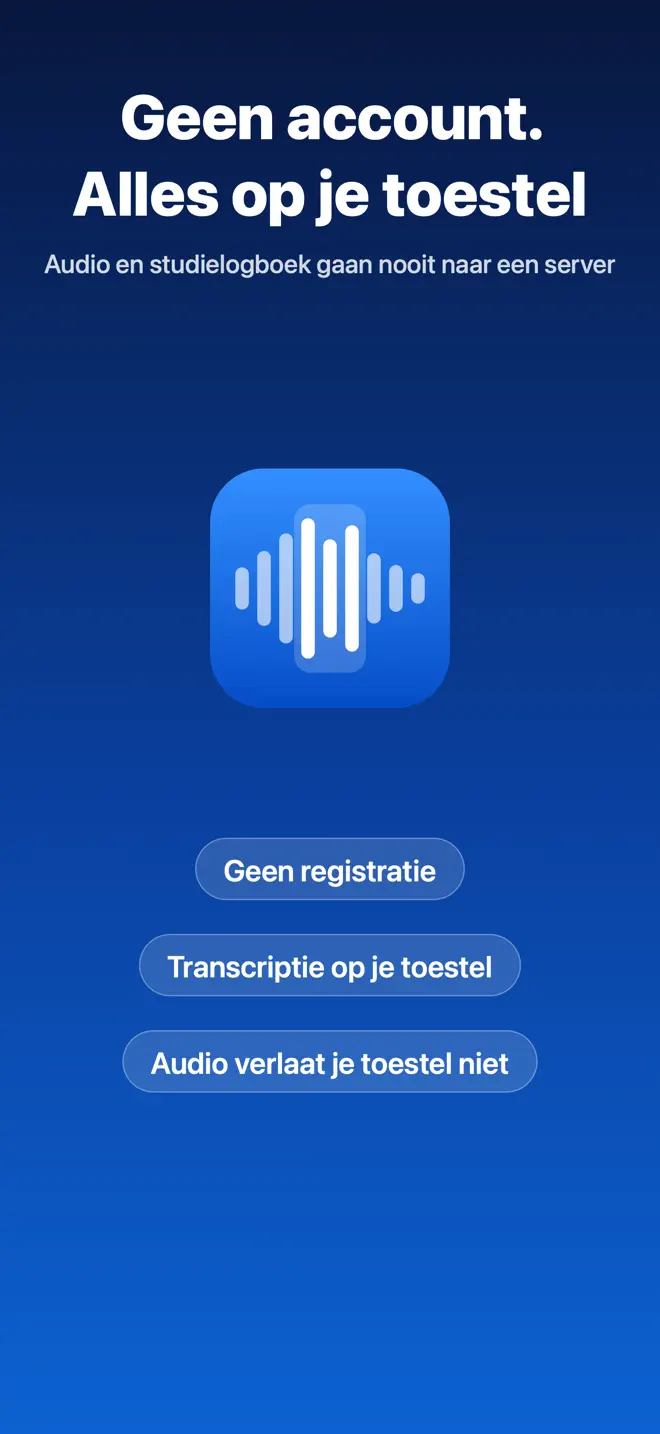 Geen account.
Alles op je toestel
Audio en studielogboek gaan nooit naar een server
Geen registratie
Transcriptie op je toestel
Audio verlaat je toestel niet